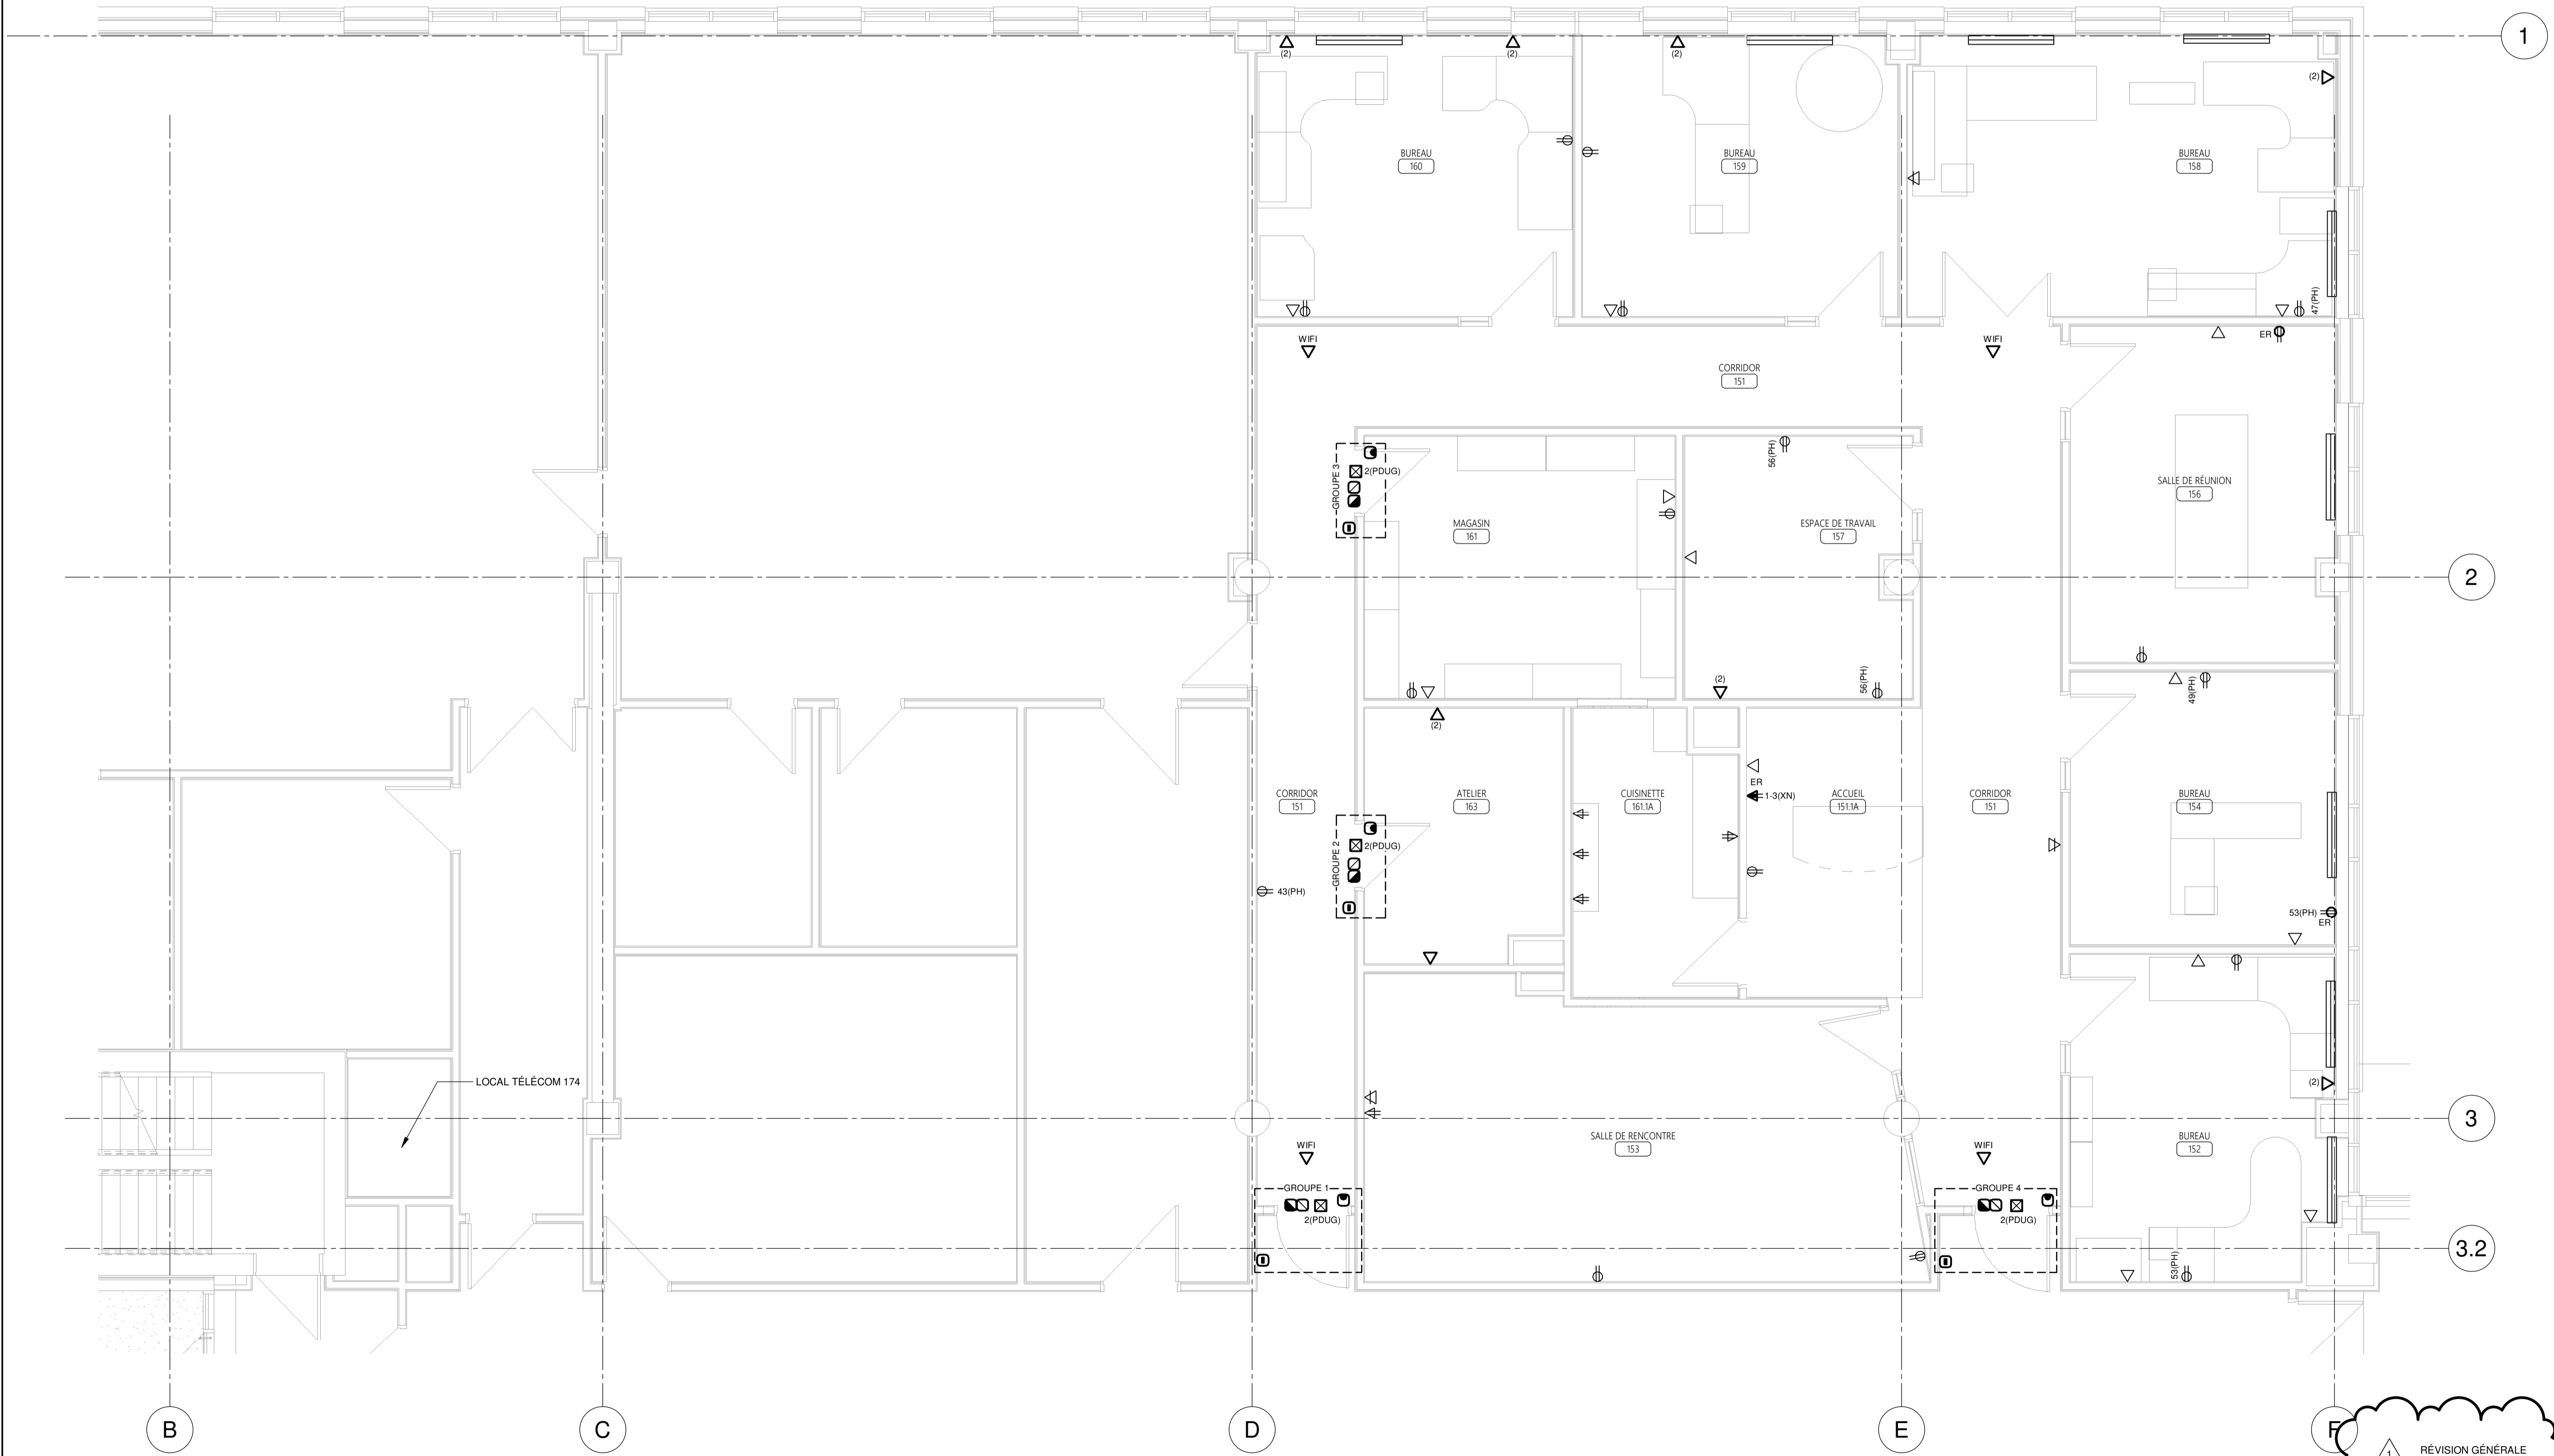 1
(2)
(2)
(2)
(2)
BUREAU
160
BUREAU
159
BUREAU
158
47(PH)
WIFI
WIFI
ER
CORRIDOR
151
56(PH)
GROUPE 3
2(PDUG)
MAGASIN
161
ESPACE DE TRAVAIL
157
SALLE DE RÉUNION
156
2
(2)
56(PH)
49(PH)
(2)
ER
1-3(XN)
CORRIDOR
151
ATELIER
163
CUISINETTE
161.1A
ACCUEIL
151.1A
CORRIDOR
151
BUREAU
154
GROUPE 2
2(PDUG)
43(PH)
53(PH)
ER
LOCAL TÉLÉCOM 174
(2)
3
SALLE DE RENCONTRE
153
BUREAU
152
WIFI
WIFI
GROUPE 1
2(PDUG)
GROUPE 4
2(PDUG)
53(PH)
3.2
B
C
D
E
F
1
RÉVISION GÉNÉRALE